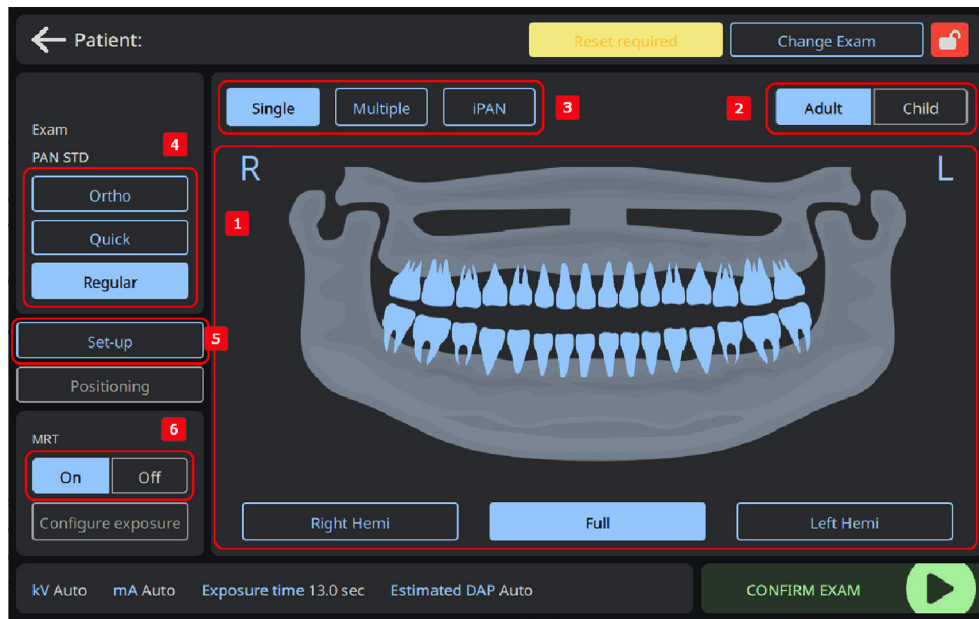 Patient:
Reset required
Change Exam
Exam
4
PAN STD
Ortho
Quick
Regular
Set-up
5
Positioning
MRT
6
On
Off
Configure exposure
Single
Multiple
iPAN
3
2
Adult
Child
R
L
1
Right Hemi
Full
Left Hemi
kV Auto
mA Auto
Exposure time 13.0 sec
Estimated DAP Auto
CONFIRM EXAM